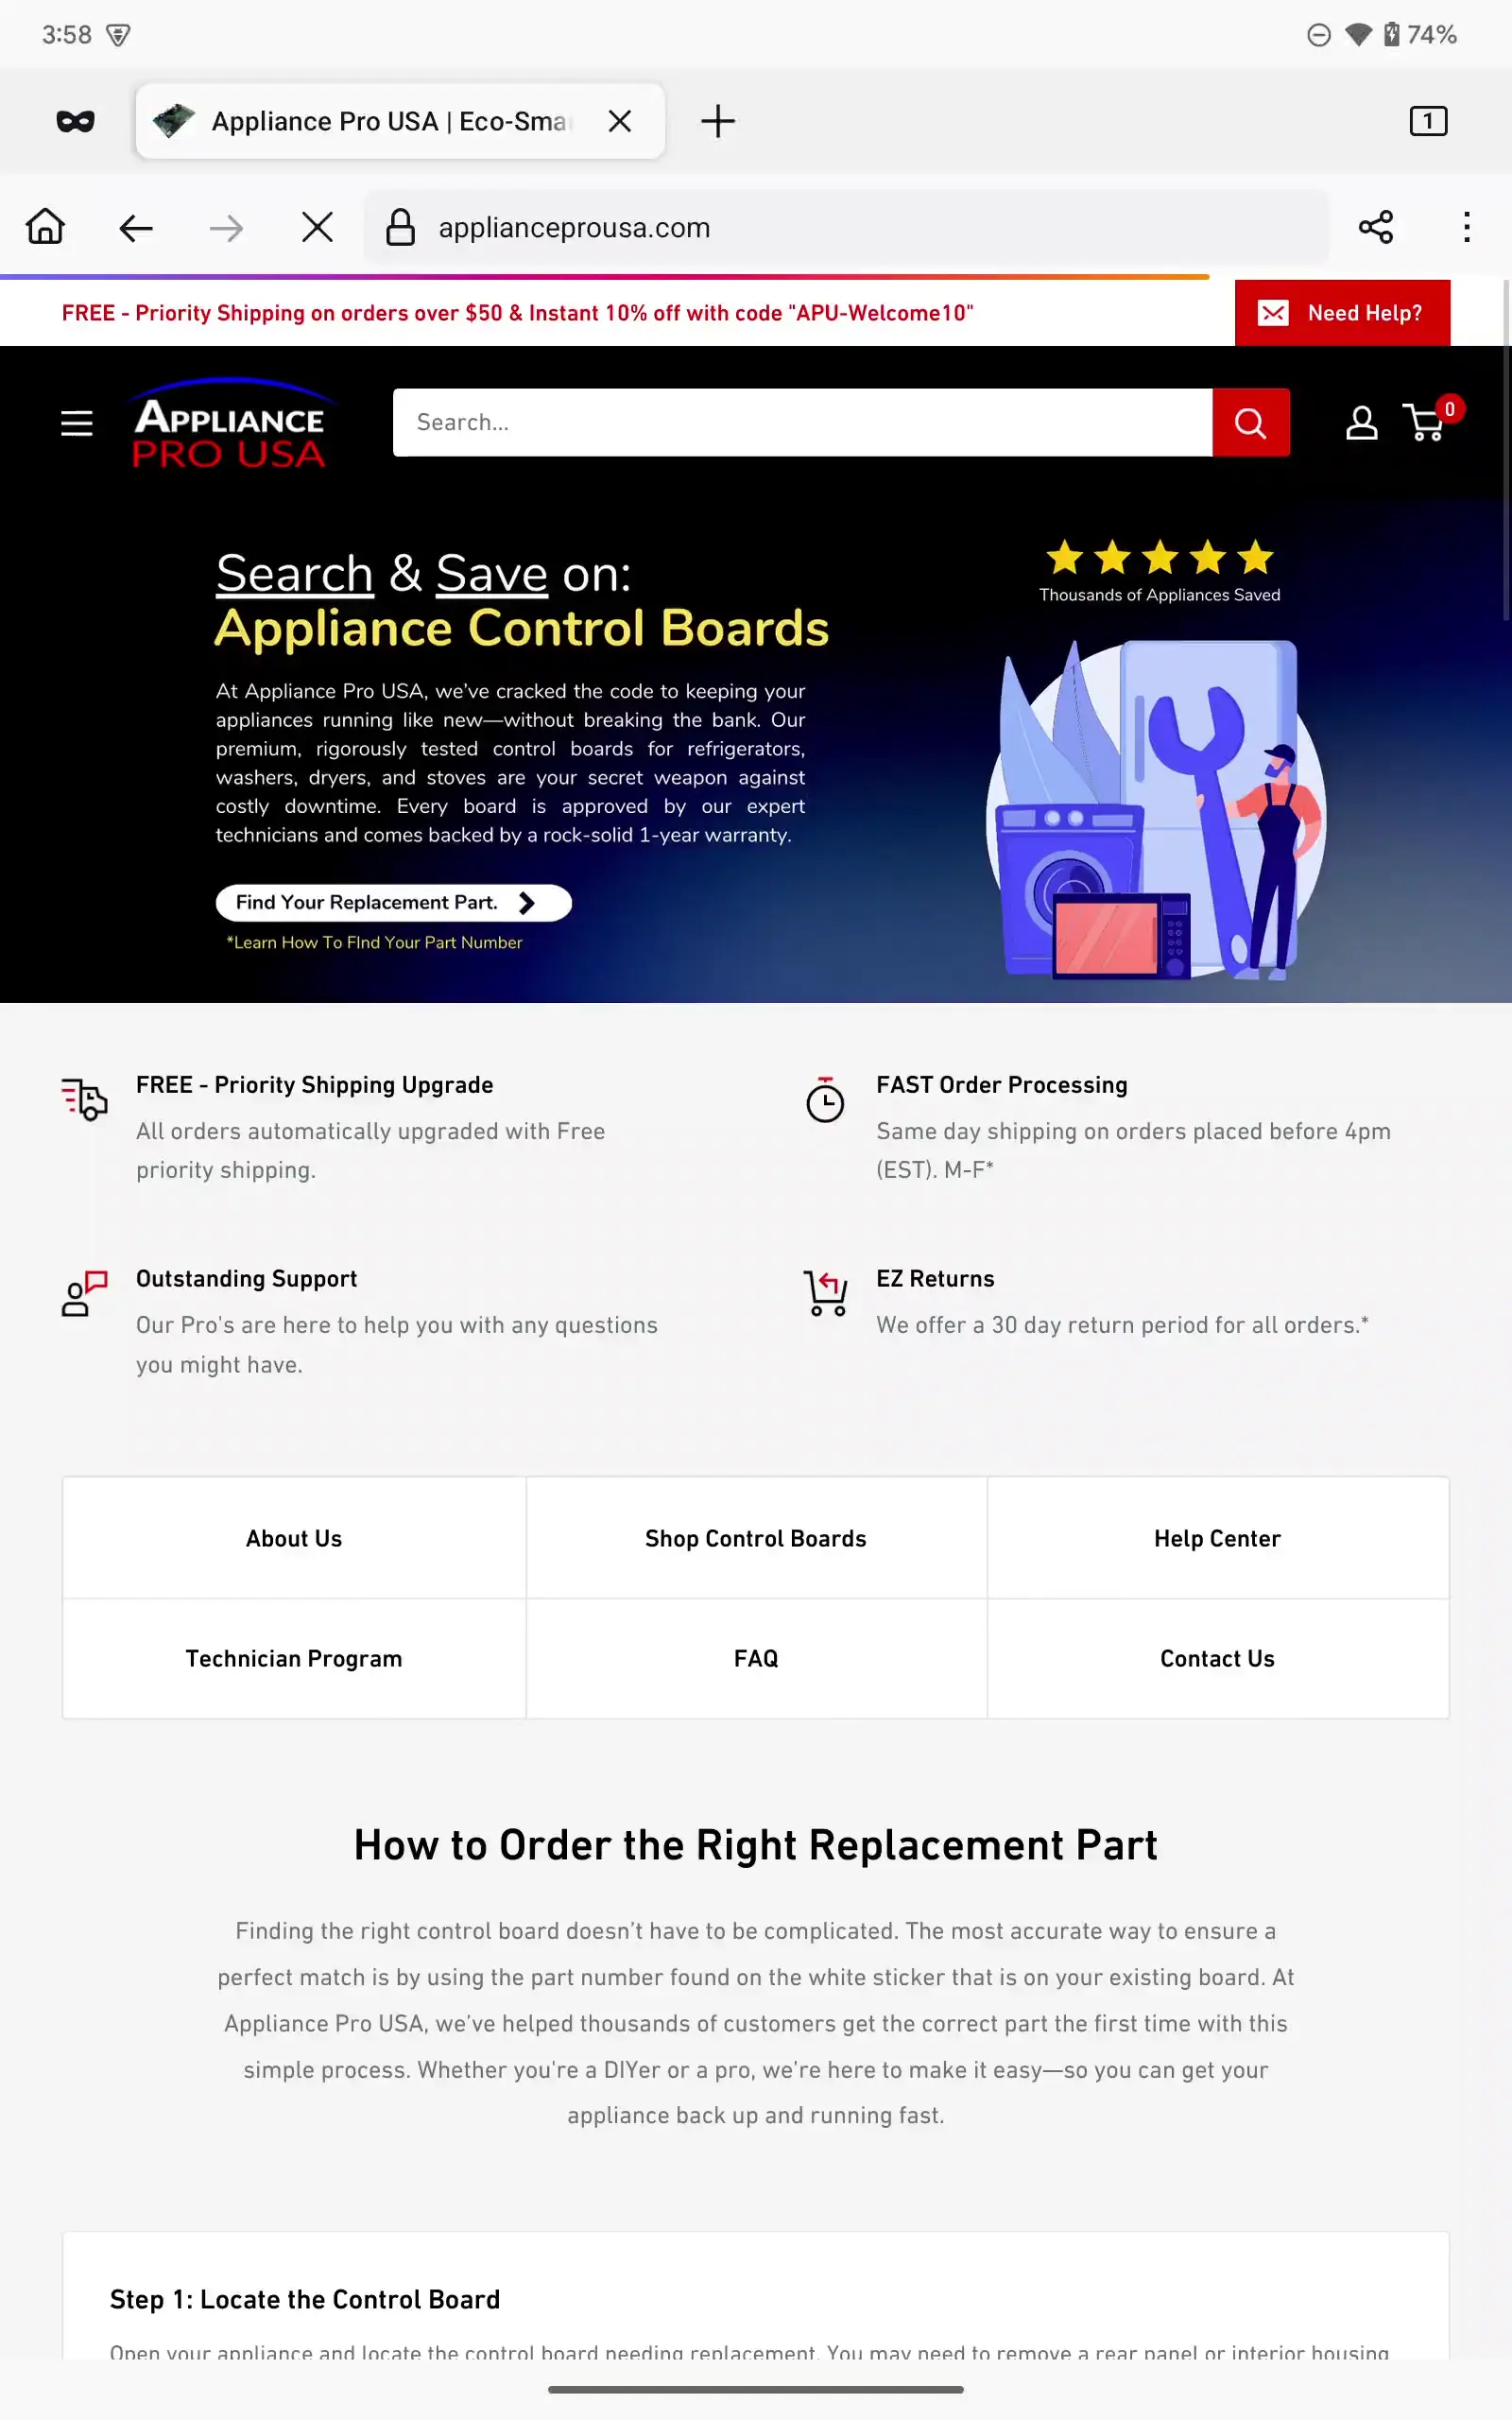 3:58
74%
Appliance Pro USA | Eco-Sma
1
applianceprousa.com
FREE - Priority Shipping on orders over $50 & Instant 10% off with code "APU-Welcome10"
Need Help?
APPLIANCE
PRO USA
Search...
0
Search & Save on:
Appliance Control Boards
Thousands of Appliances Saved
At Appliance Pro USA, we've cracked the code to keeping your
appliances running like new—without breaking the bank. Our
premium, rigorously tested control boards for refrigerators,
washers, dryers, and stoves are your secret weapon against
costly downtime. Every board is approved by our expert
technicians and comes backed by a rock-solid 1-year warranty.
Find Your Replacement Part.
*Learn How To FInd Your Part Number
FREE - Priority Shipping Upgrade
All orders automatically upgraded with Free
priority shipping.
FAST Order Processing
Same day shipping on orders placed before 4pm
(EST). M-F*
Outstanding Support
Our Pro's are here to help you with any questions
you might have.
EZ Returns
We offer a 30 day return period for all orders.*
About Us
Shop Control Boards
Help Center
Technician Program
FAQ
Contact Us
How to Order the Right Replacement Part
Finding the right control board doesn’t have to be complicated. The most accurate way to ensure a
perfect match is by using the part number found on the white sticker that is on your existing board. At
Appliance Pro USA, we’ve helped thousands of customers get the correct part the first time with this
simple process. Whether you're a DIYer or a pro, we're here to make it easy—so you can get your
appliance back up and running fast.
Step 1: Locate the Control Board
Open your appliance and locate the control board needing replacement. You may need to remove a rear panel or interior housing